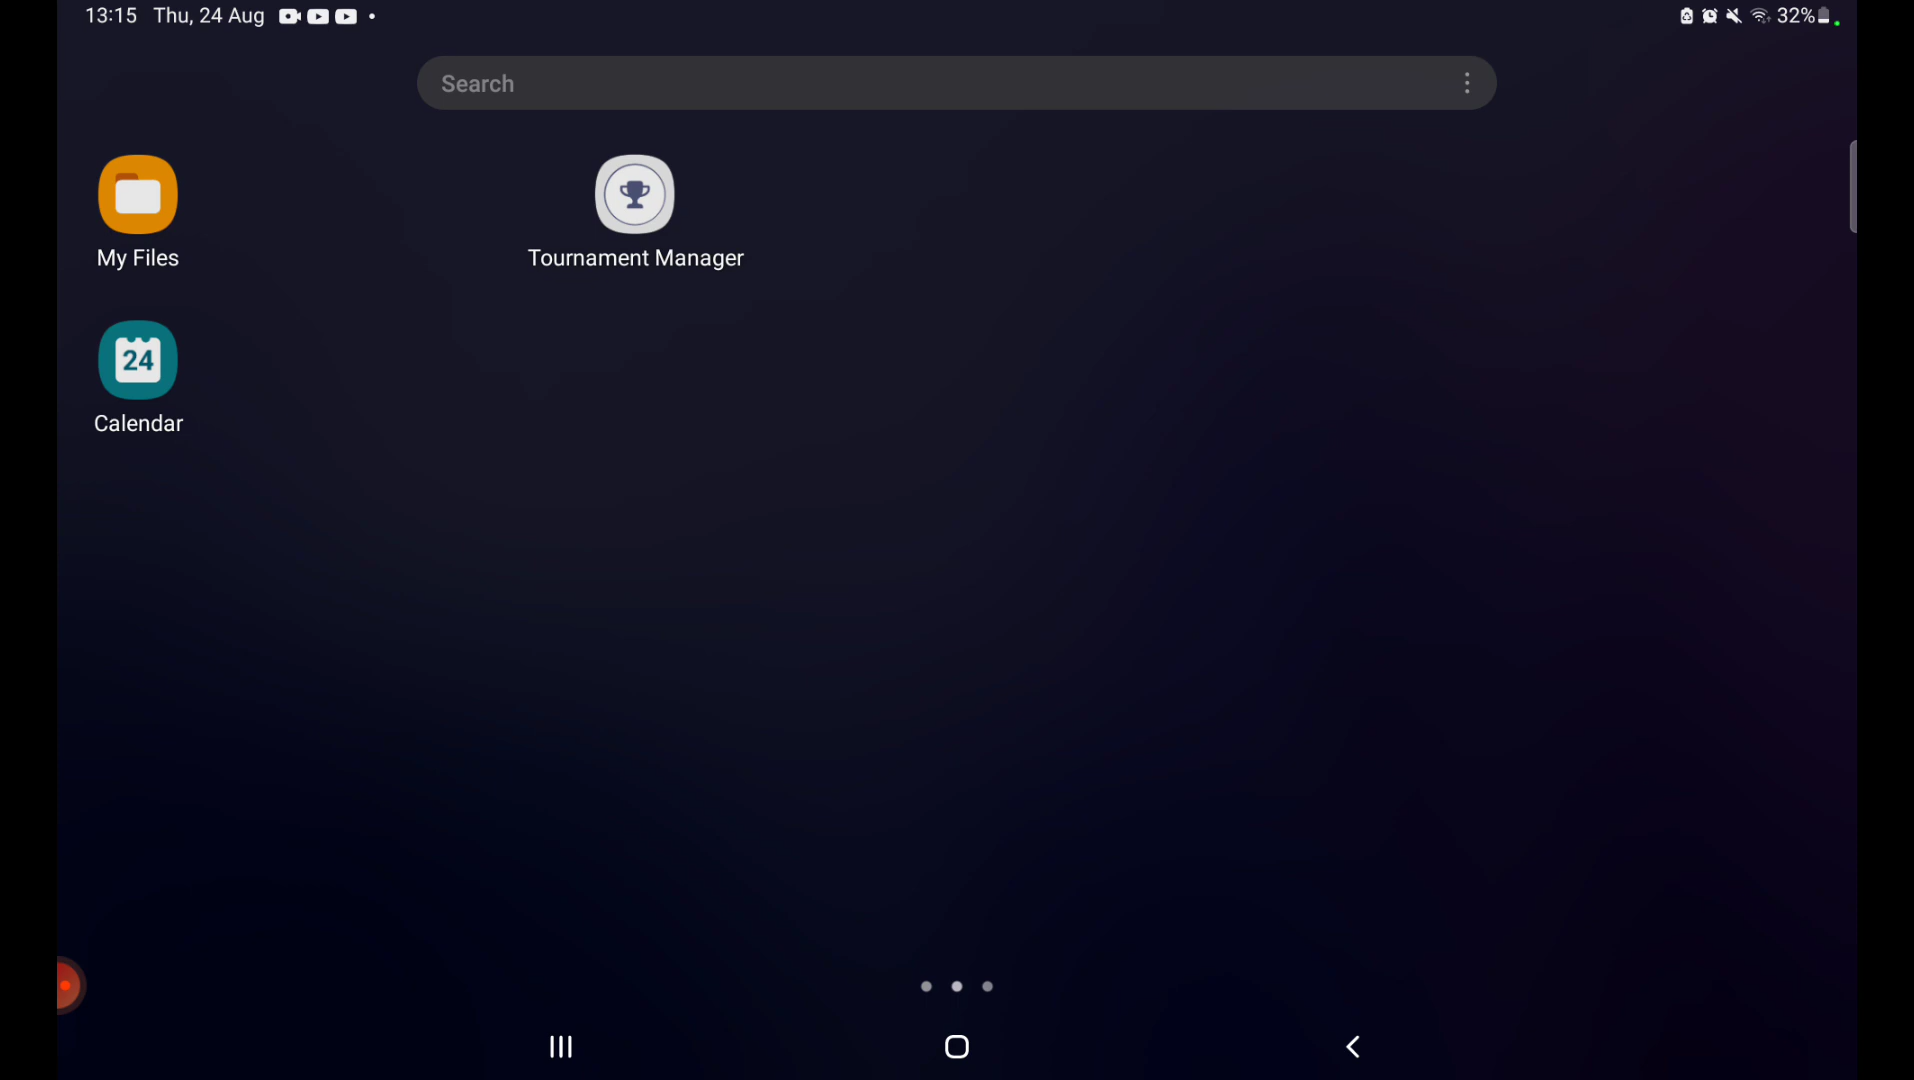 13:15 Thu, 24 Aug
32%
Search
My Files
Tournament Manager
24
Calendar